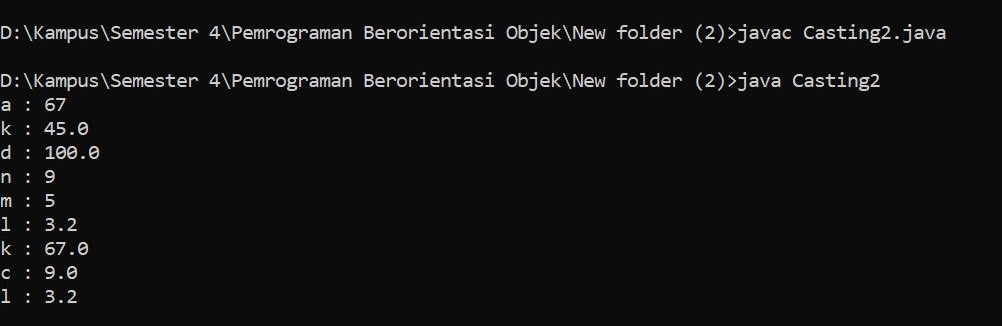 D:\Kampus\Semester 4\Pemrograman Berorientasi Objek\New folder (2)>javac Casting2.java
D:\Kampus\Semester 4\Pemrograman Berorientasi Objek\New folder (2)>java Casting2
a : 67
k : 45.0
d : 100.0
n : 9
m : 5
l : 3.2
k : 67.0
c : 9.0
l : 3.2